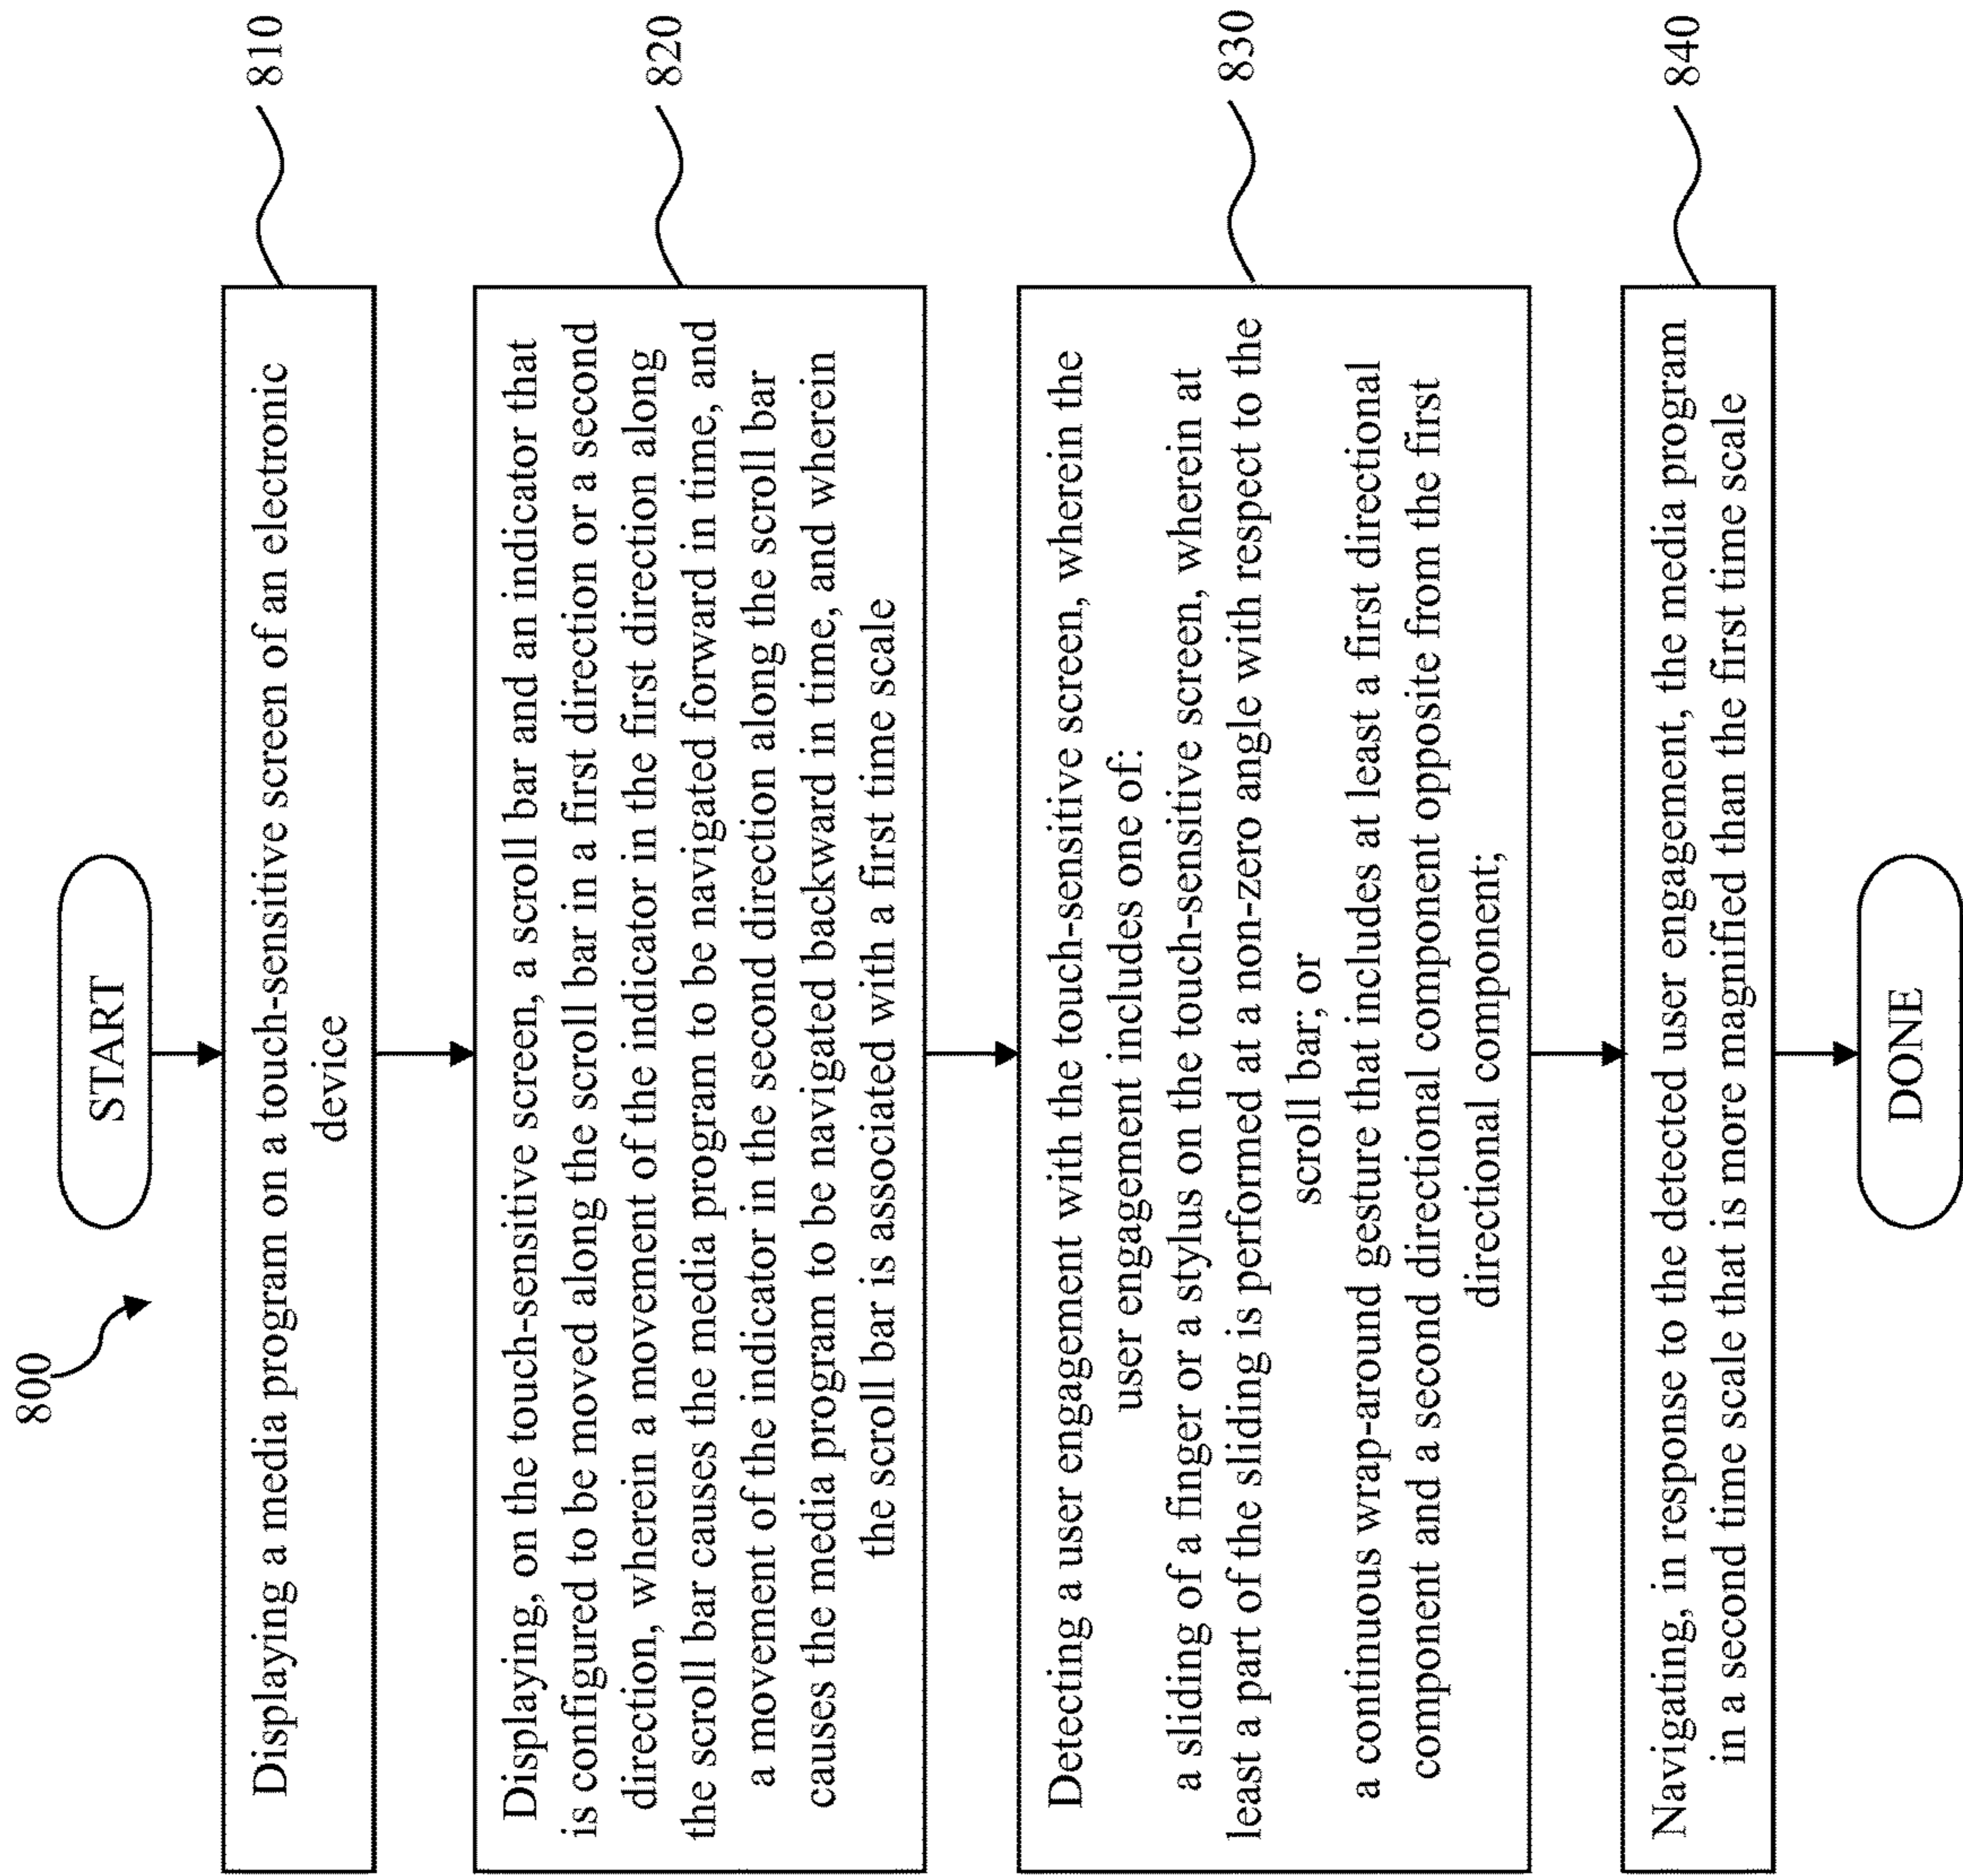 800
START
Displaying a media program on a touch-sensitive screen of an electronic
device
810
Displaying, on the touch-sensitive screen, a scroll bar and an indicator that
is configured to be moved along the scroll bar in a first direction or a second
direction, wherein a movement of the indicator in the first direction along
the scroll bar causes the media program to be navigated forward in time, and
a movement of the indicator in the second direction along the scroll bar
causes the media program to be navigated backward in time, and wherein
the scroll bar is associated with a first time scale
820
Detecting a user engagement with the touch-sensitive screen, wherein the
user engagement includes one of:
a sliding of a finger or a stylus on the touch-sensitive screen, wherein at
least a part of the sliding is performed at a non-zero angle with respect to the
scroll bar; or
a continuous wrap-around gesture that includes at least a first directional
component and a second directional component opposite from the first
directional component;
830
Navigating, in response to the detected user engagement, the media program
in a second time scale that is more magnified than the first time scale
840
DONE